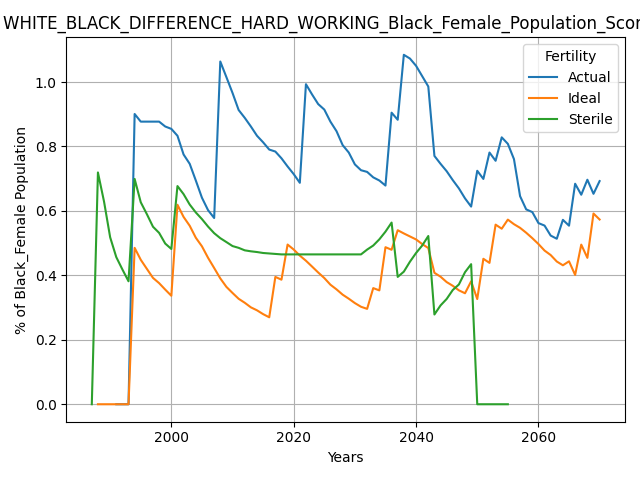 WHITE_BLACK_DIFFERENCE_HARD_WORKING_Black_Female_Population_Scor
Fertility
Actual
Ideal
Sterile
% of Black_Female Population
1.0
0.8
0.6
0.4
0.2
0.0
2000
2020
2040
2060
Years